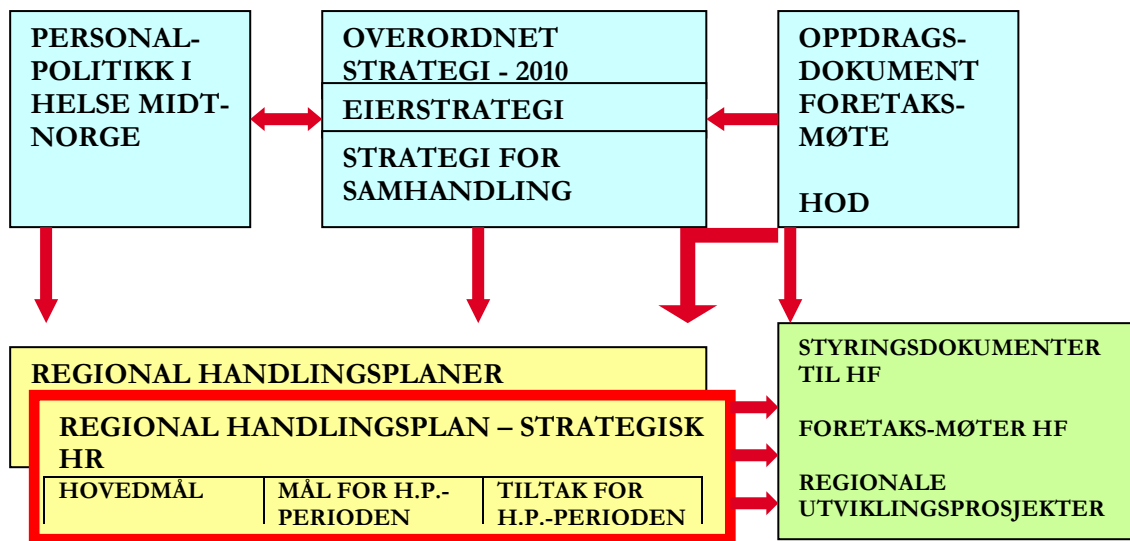 PERSONAL-
POLITIKK I
HELSE MIDT-
NORGE
OVERORDNET
STRATEGI - 2010
EIERSTRATEGI
STRATEGI FOR
SAMHANDLING
OPPDRAGS-
DOKUMENT
FORETAKS-
MØTE
HOD
REGIONAL HANDLINGSPLANER
REGIONAL HANDLINGSPLAN – STRATEGISK
HR
HOVEDMÅL
MÅL FOR H.P.-
PERIODEN
TILTAK FOR
H.P.-PERIODEN
STYRINGSDOKUMENTER
TIL HF
FORETAKS-MØTER HF
REGIONALE
UTVIKLINGSPROSJEKTER